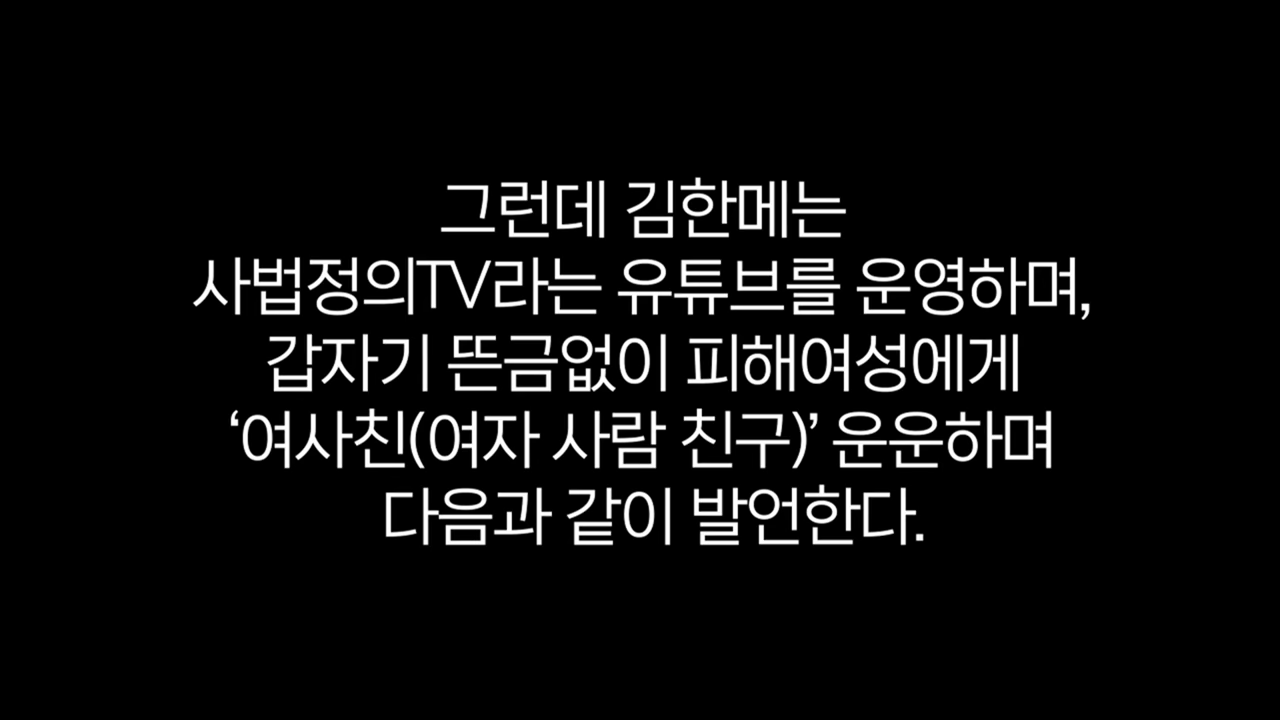 그런데 김한메는
사법정의TV라는 유튜브를 운영하며,
갑자기 뜬금없이 피해여성에게
‘여사친(여자 사람 친구)’ 운운하며
다음과 같이 발언한다.